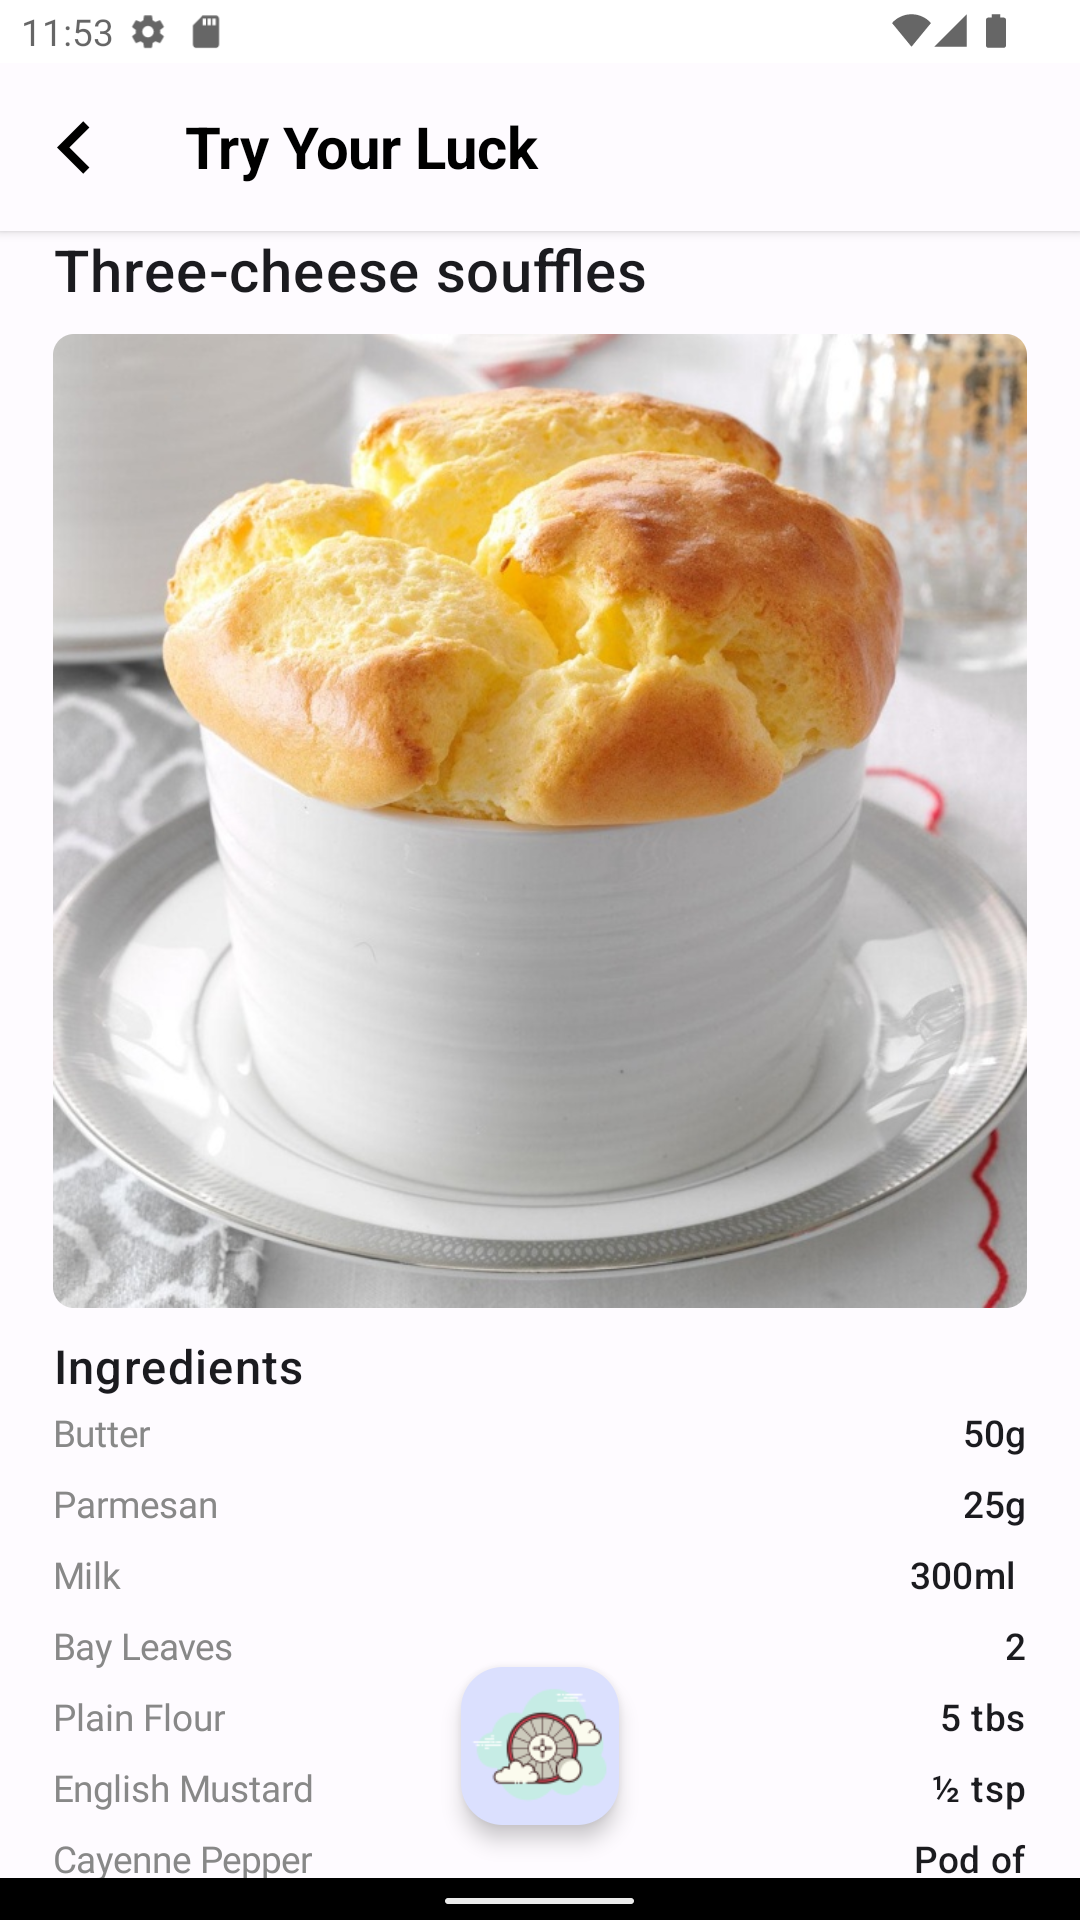 11:53
Try Your Luck
Three-cheese souffles
Ingredients
Butter 50g
Parmesan 25g
Milk 300ml
Bay Leaves 2
Plain Flour 5 tbs
English Mustard ½ tsp
Cayenne Pepper Pod of